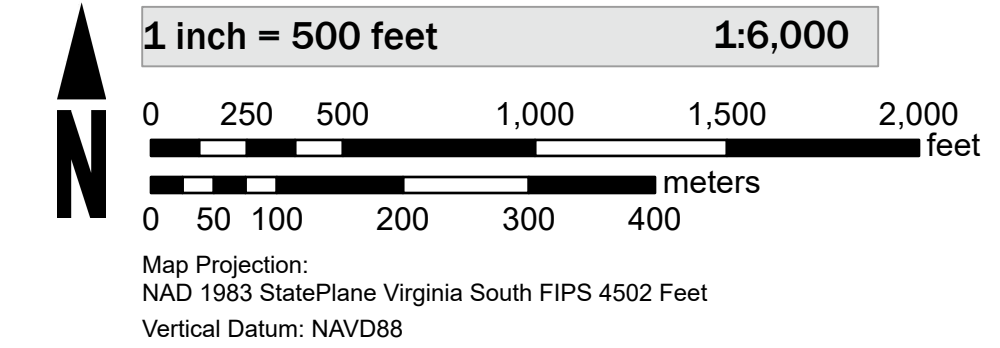 1 inch = 500 feet 1:6,000
0 250 500 1,000 1,500 2,000
feet
N
meters
0 50 100 200 300 400
Map Projection:
NAD 1983 StatePlane Virginia South FIPS 4502 Feet
Vertical Datum: NAVD88